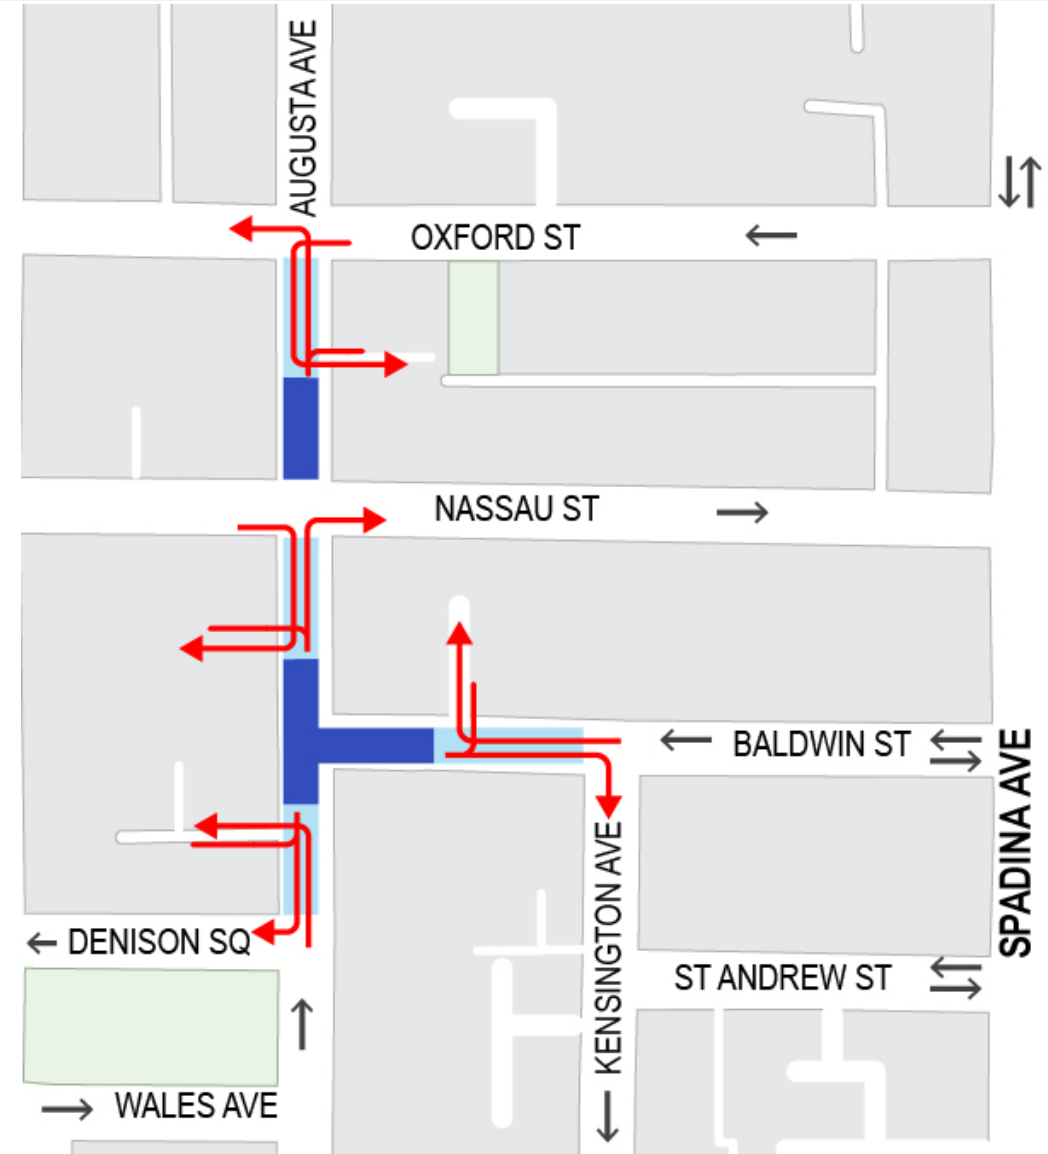 AUGUSTA AVE
OXFORD ST
NASSAU ST
BALDWIN ST
SPADINA AVE
KENSINGTON AVE
DENISON SQ
ST ANDREW ST
WALES AVE